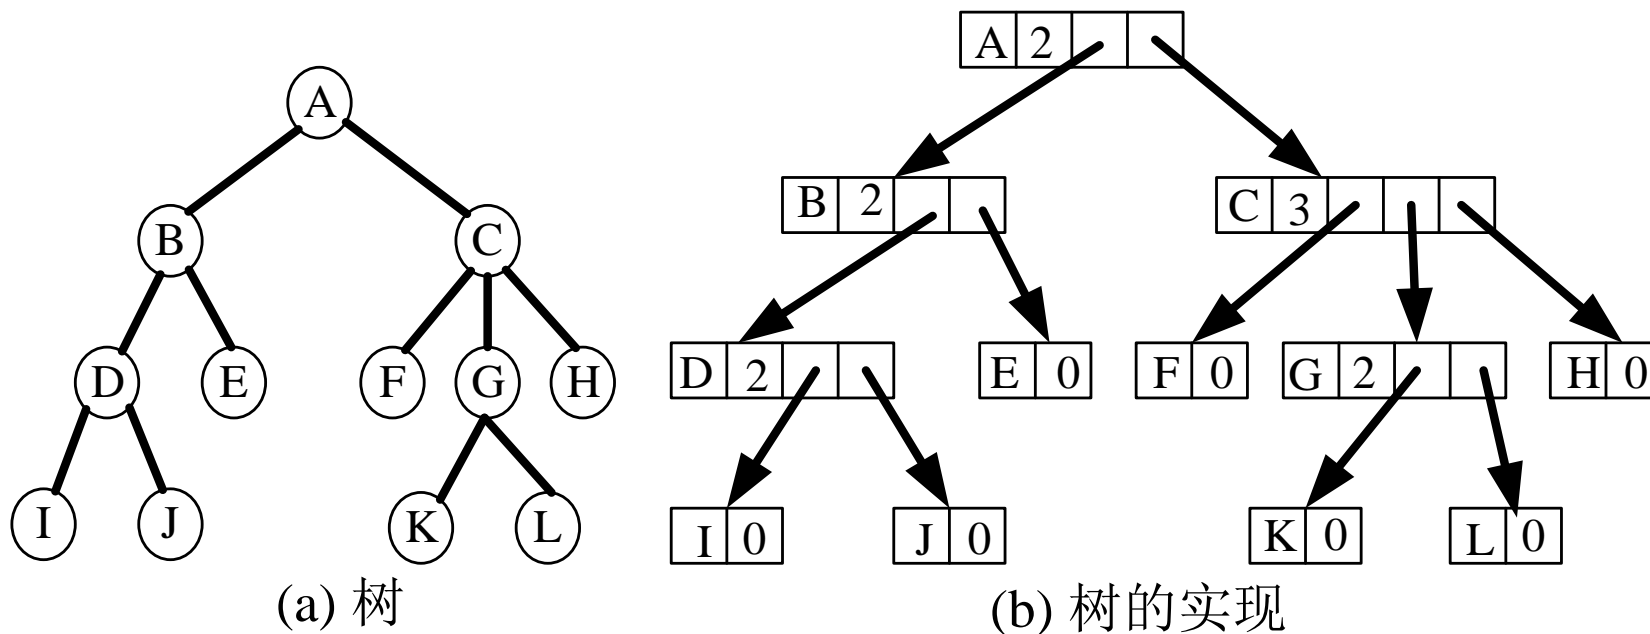 A
B C
D E F G H
I J K L
(a) 树
A 2
B 2 C 3
D 2 E 0 F 0 G 2 H 0
I 0 J 0 K 0 L 0
(b) 树的实现